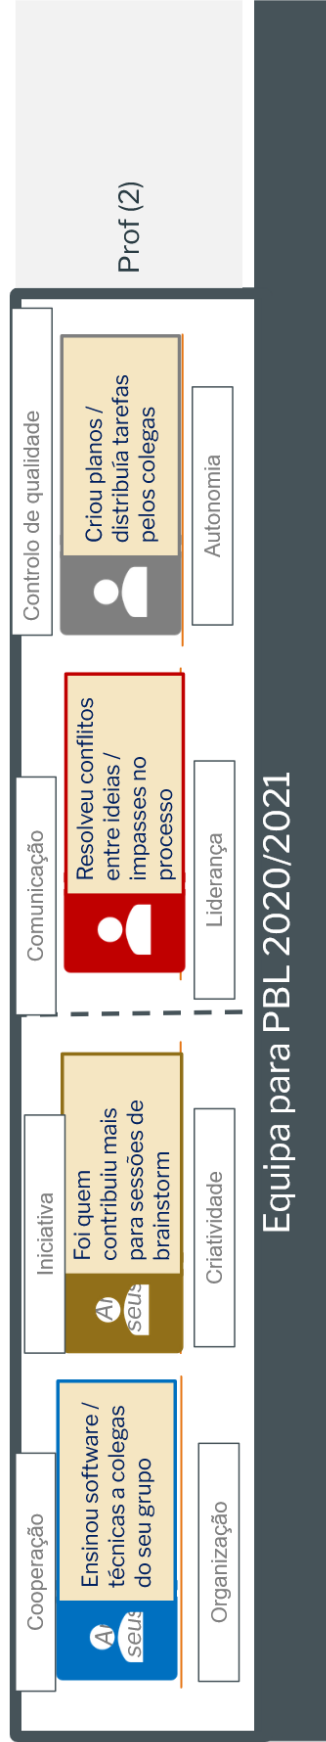 Cooperação
Iniciativa
Comunicação
Controlo de qualidade
Ensinou software /
técnicas a colegas
do seu grupo
Foi quem
contribuiu mais
para sessões de
brainstorm
Resolveu conflitos
entre ideias /
impasses no
processo
Criou planos /
distribuía tarefas
pelos colegas
Prof (2)
seus
seus
Organização
Criatividade
Liderança
Autonomia
Equipa para PBL 2020/2021